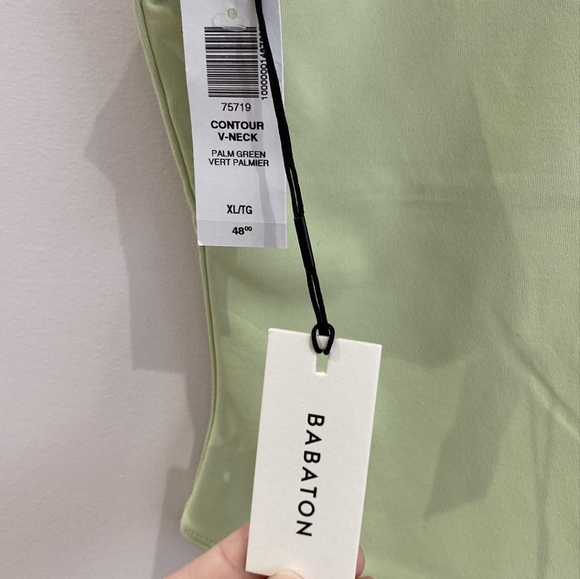 75719
CONTOUR
V-NECK
PALM GREEN
VERT PALMIER
XL/TG
48⁰⁰
BABATON